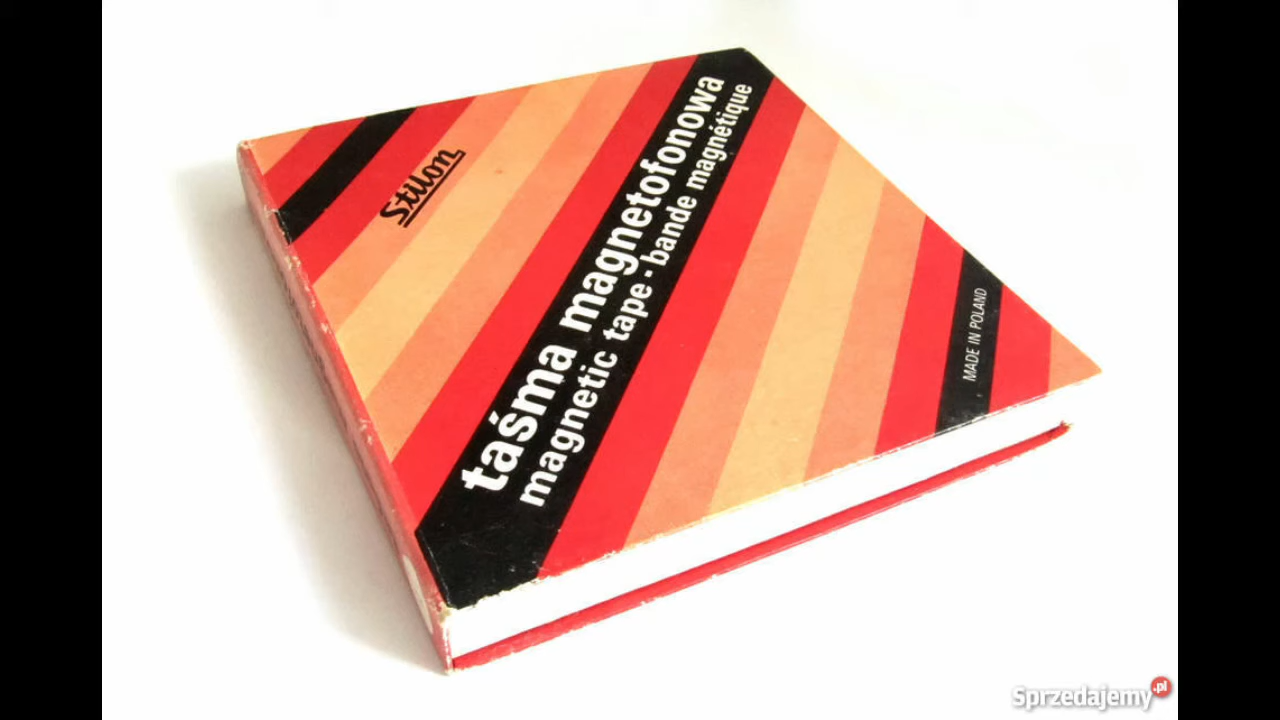 Stilon
taśma magnetofonowa
magnetic tape · bande magnétique
MADE IN POLAND
Sprzedajemy.pl